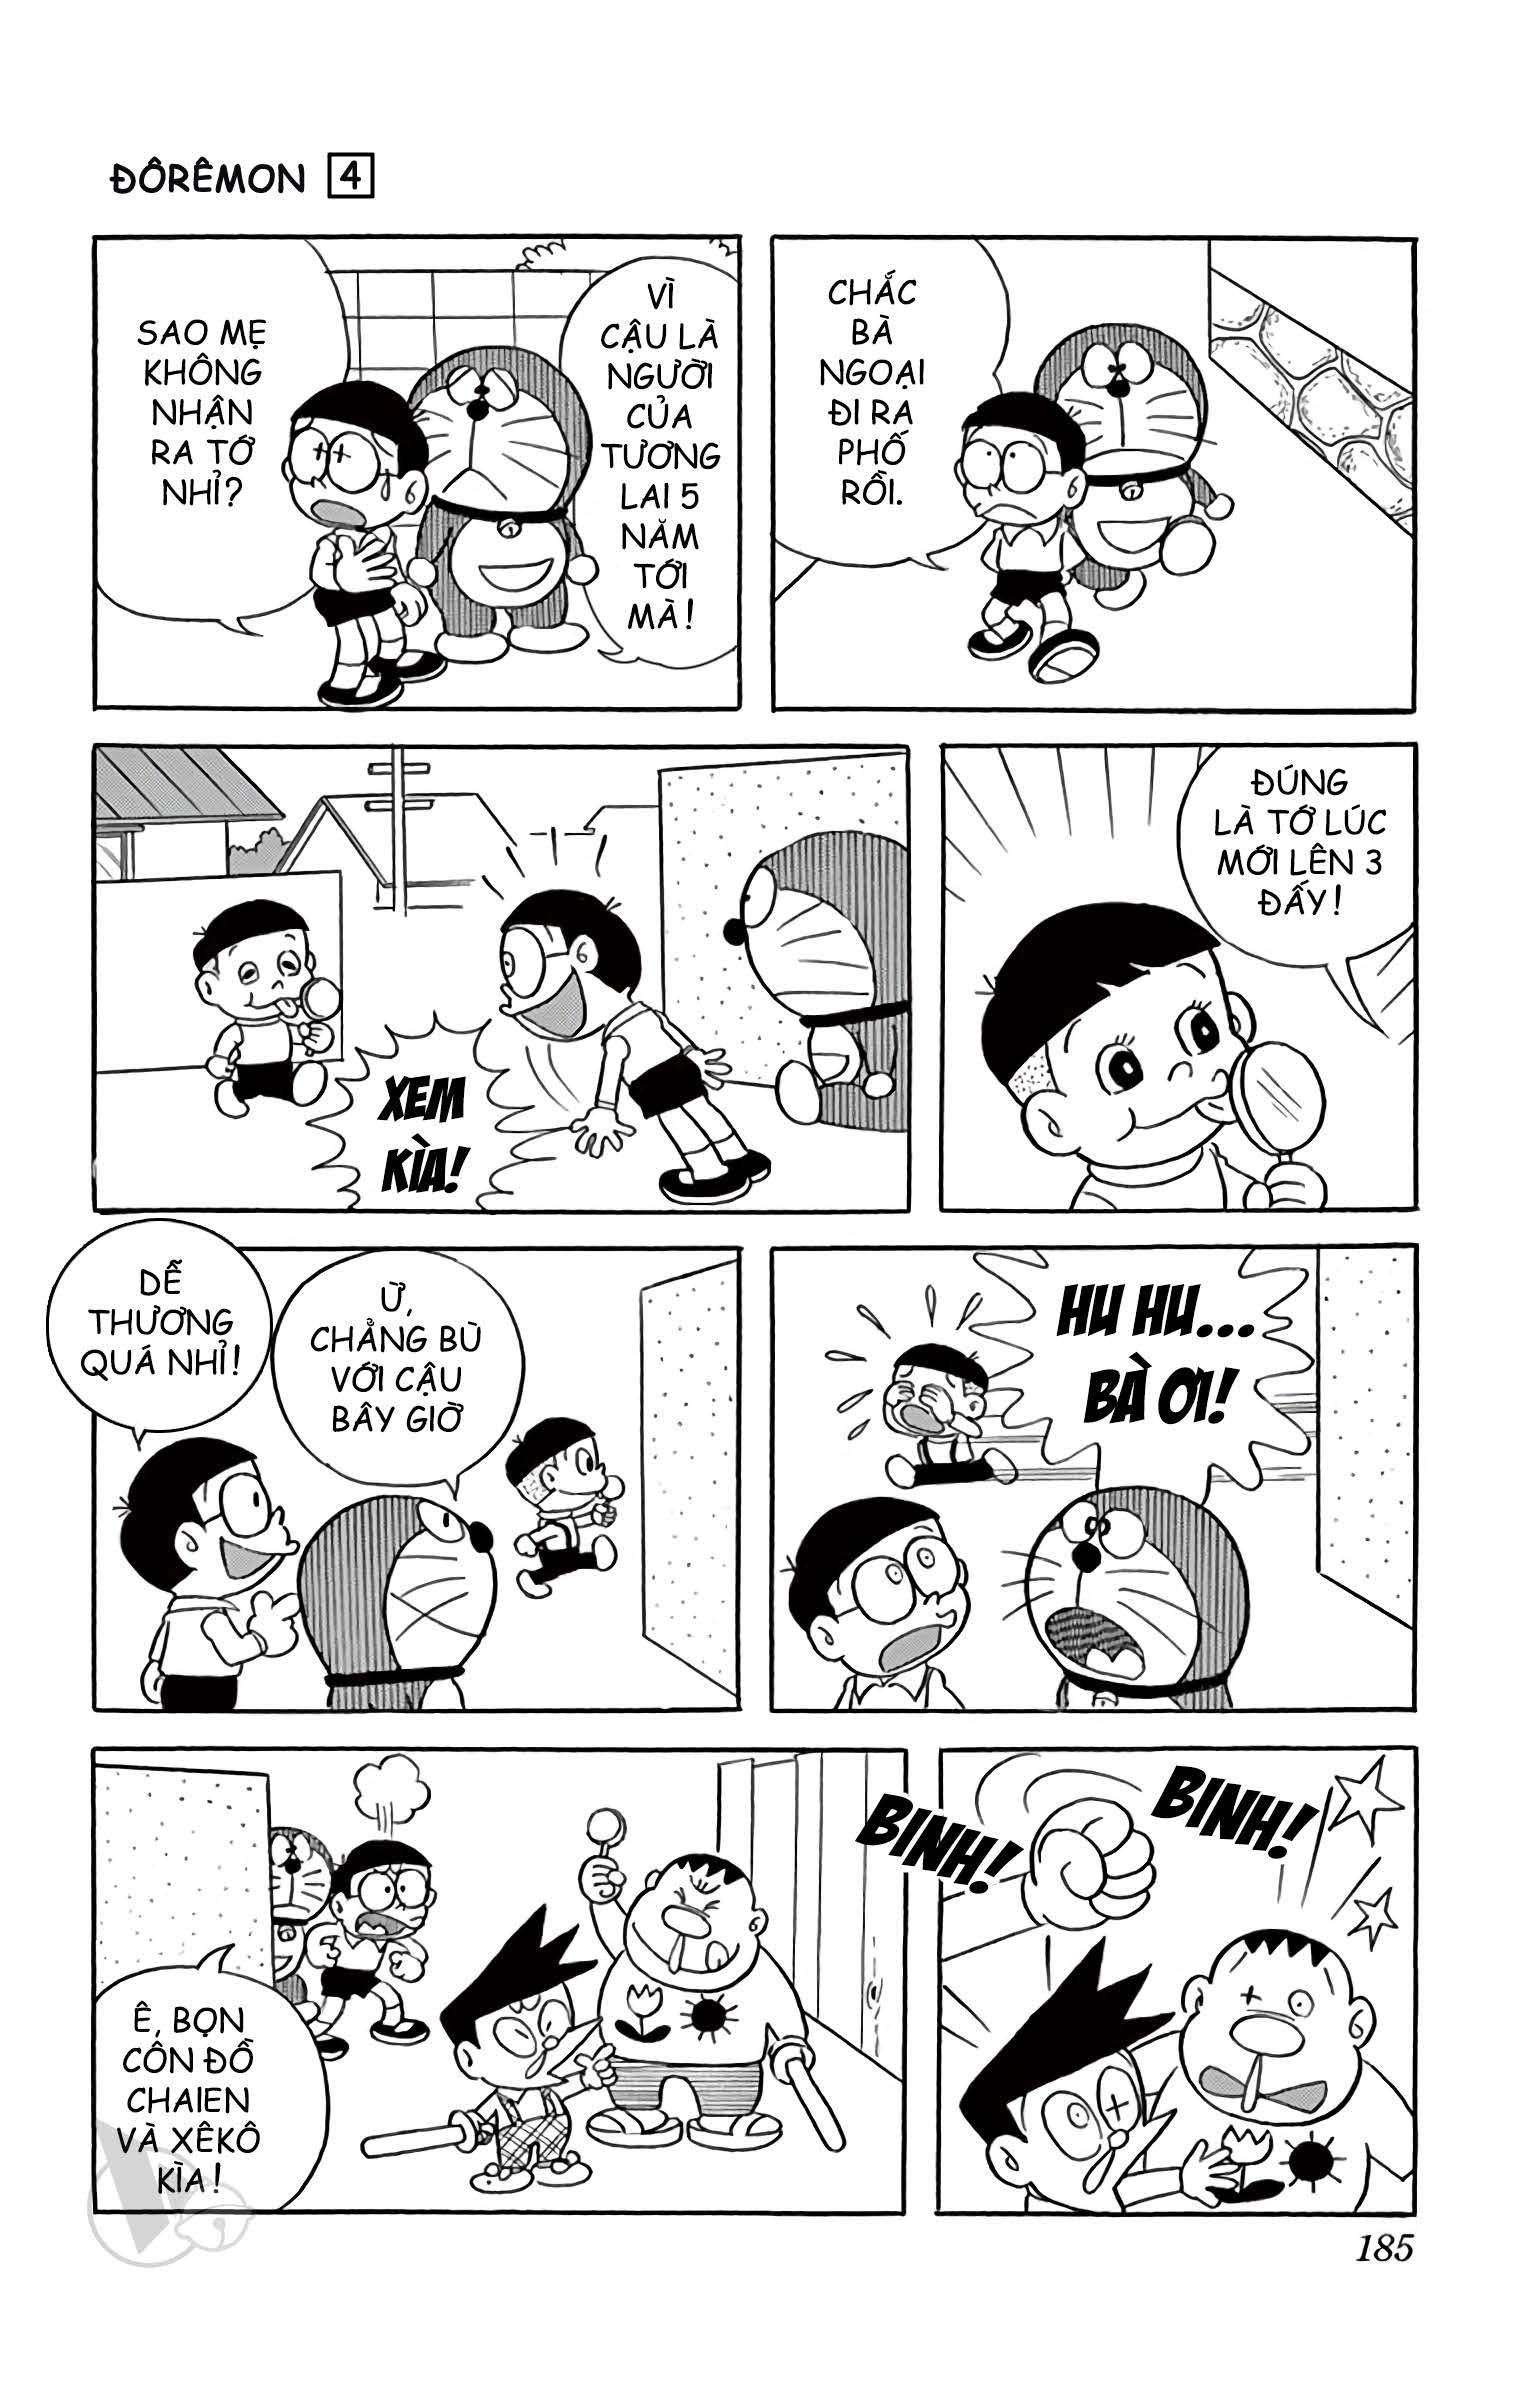 ĐÔRÊMON 4
SAO MẸ
KHÔNG
NHẬN
RA TỚ
NHỈ?
VÌ
CẬU LÀ
NGƯỜI
CỦA
TƯƠNG
LAI 5
NĂM
TỚI
MÀ!
CHẮC
BÀ
NGOẠI
ĐI RA
PHỐ
RỒI.
XEM
KÌA!
ĐÚNG
LÀ TỚ LÚC
MỚI LÊN 3
ĐẤY!
DỄ
THƯƠNG
QUÁ NHỈ!
Ừ,
CHẲNG BÙ
VỚI CẬU
BÂY GIỜ
HU HU...
BÀ ƠI!
Ê, BỌN
CÔN ĐỒ
CHAIEN
VÀ XÊKÔ
KÌA!
BINH!
BINH!
185